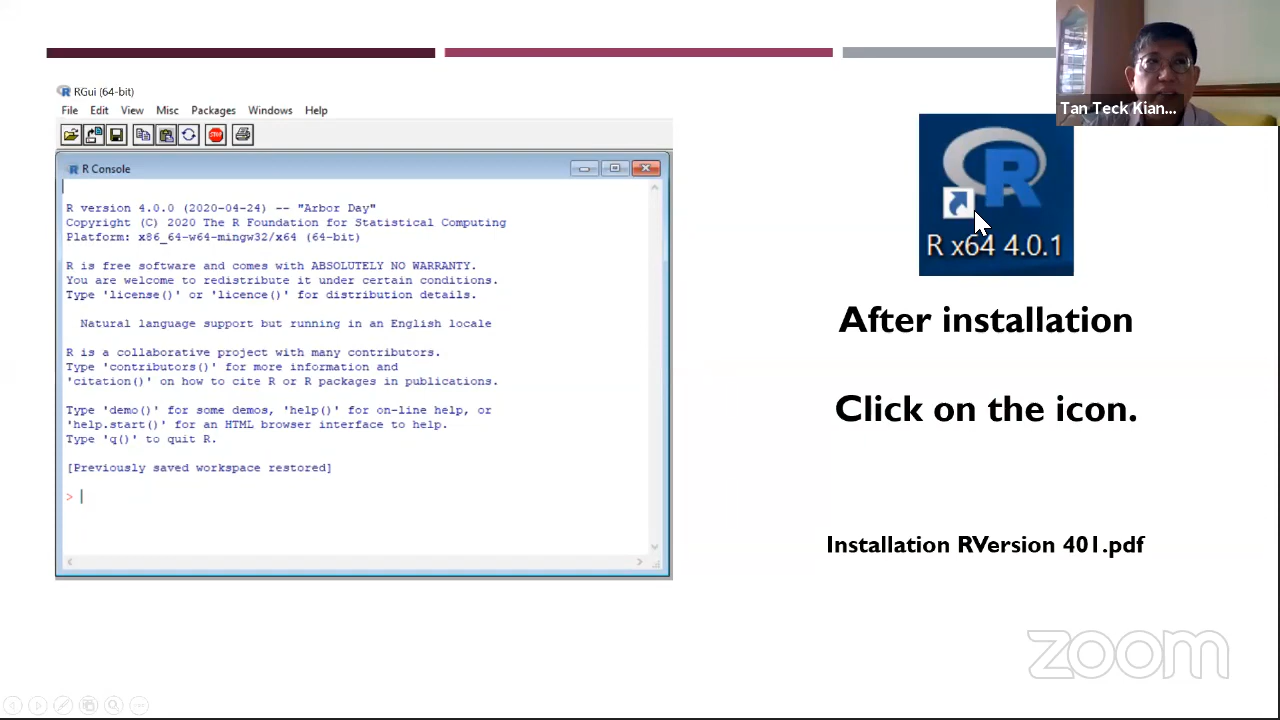 RGui (64-bit)
File Edit View Misc Packages Windows Help
STOP
R Console
R version 4.0.0 (2020-04-24) -- "Arbor Day"
Copyright (C) 2020 The R Foundation for Statistical Computing
Platform: x86_64-w64-mingw32/x64 (64-bit)
R is free software and comes with ABSOLUTELY NO WARRANTY.
You are welcome to redistribute it under certain conditions.
Type 'license()' or 'licence()' for distribution details.
Natural language support but running in an English locale
R is a collaborative project with many contributors.
Type 'contributors()' for more information and
'citation()' on how to cite R or R packages in publications.
Type 'demo()' for some demos, 'help()' for on-line help, or
'help.start()' for an HTML browser interface to help.
Type 'q()' to quit R.
[Previously saved workspace restored]
>
Tan Teck Kian...
R
R x64 4.0.1
After installation
Click on the icon.
Installation RVersion 401.pdf
zoom